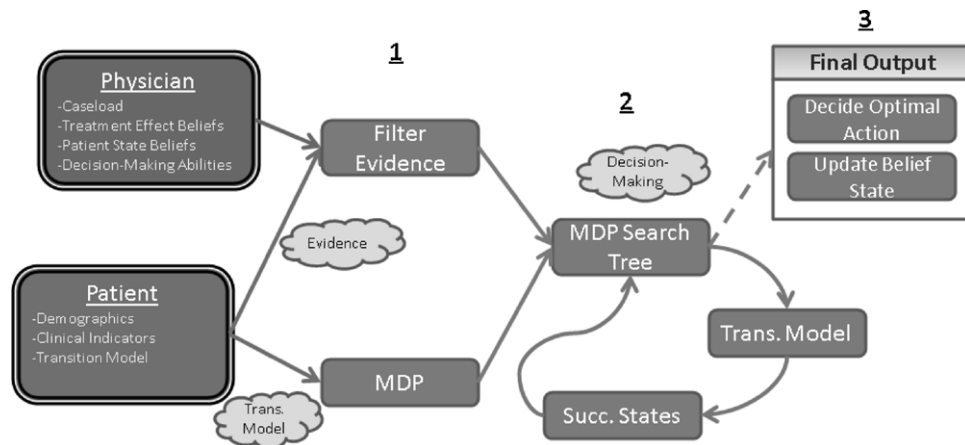 1
2
3
Physician
-Caseload
-Treatment Effect Beliefs
-Patient State Beliefs
-Decision-Making Abilities
Filter
Evidence
Decision-
Making
Final Output
Decide Optimal
Action
Update Belief
State
Evidence
MDP Search
Tree
Patient
-Demographics
-Clinical Indicators
-Transition Model
Trans. Model
MDP
Trans.
Model
Succ. States